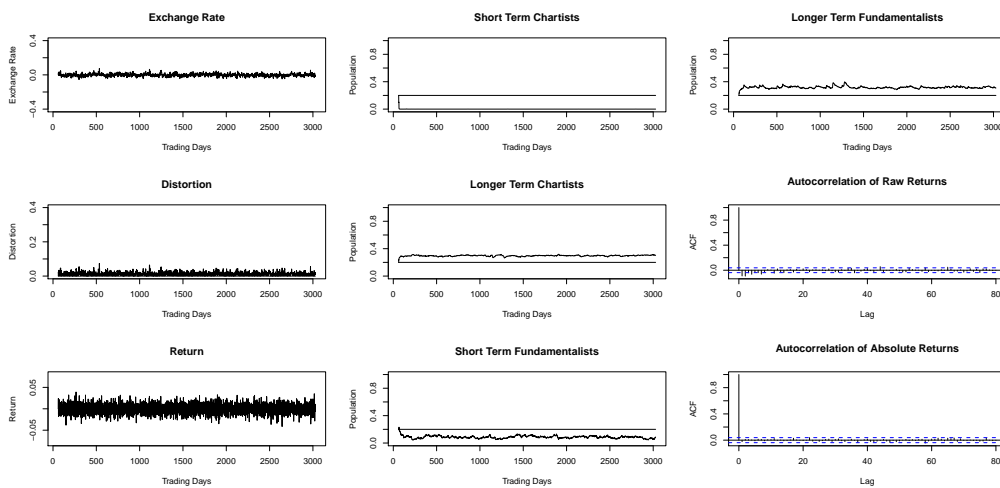 Exchange Rate
Exchange Rate
-0.4 0.0 0.4
0 500 1000 1500 2000 2500 3000
Trading Days
Short Term Chartists
Population
0.0 0.4 0.8
0 500 1000 1500 2000 2500 3000
Trading Days
Longer Term Fundamentalists
Population
0.0 0.4 0.8
0 500 1000 1500 2000 2500 3000
Trading Days
Distortion
Distortion
0.0 0.2 0.4
0 500 1000 1500 2000 2500 3000
Trading Days
Longer Term Chartists
Population
0.0 0.4 0.8
0 500 1000 1500 2000 2500 3000
Trading Days
Autocorrelation of Raw Returns
ACF
0.0 0.4 0.8
0 20 40 60 80
Lag
Return
Return
-0.05 0.05
0 500 1000 1500 2000 2500 3000
Trading Days
Short Term Fundamentalists
Population
0.0 0.4 0.8
0 500 1000 1500 2000 2500 3000
Trading Days
Autocorrelation of Absolute Returns
ACF
0.0 0.4 0.8
0 20 40 60 80
Lag